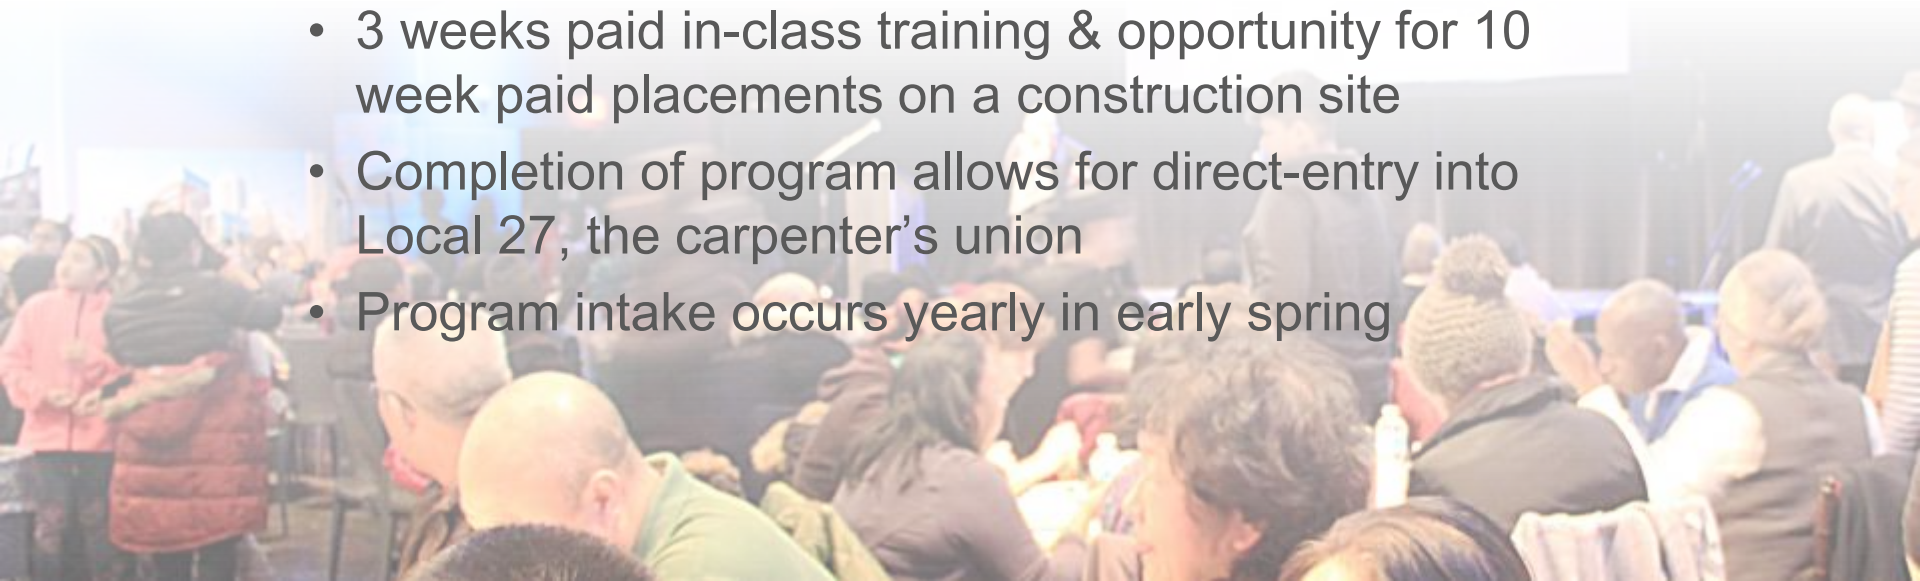 • 3 weeks paid in-class training & opportunity for 10
week paid placements on a construction site
• Completion of program allows for direct-entry into
Local 27, the carpenter’s union
• Program intake occurs yearly in early spring